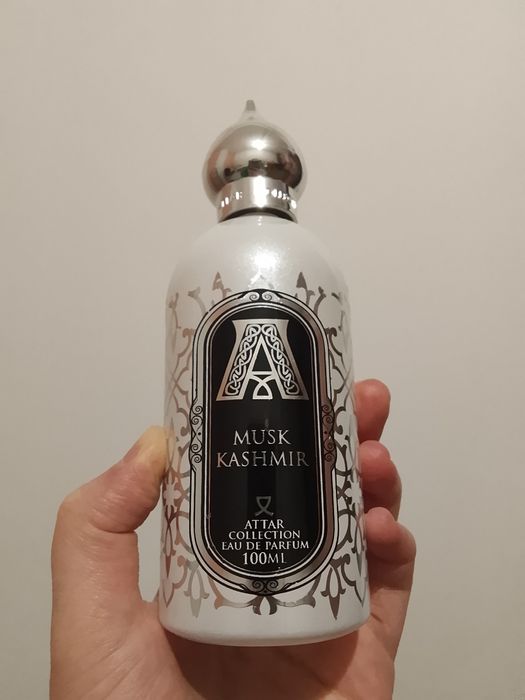 A
MUSK
KASHMIR
ATTAR
COLLECTION
EAU DE PARFUM
100ML